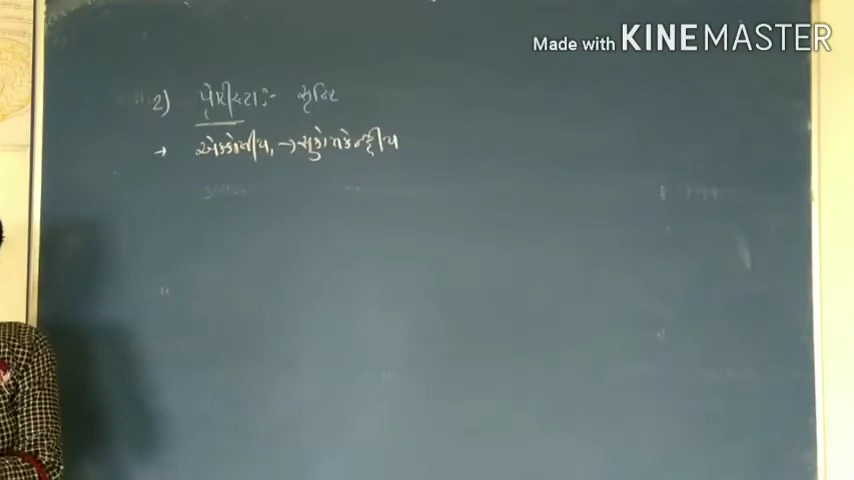 Made with KINEMASTER
2) પ્રોટીસ્ટા :- સૃષ્ટિ
→ એકકોષીય, → સુકોષકેન્દ્રીય